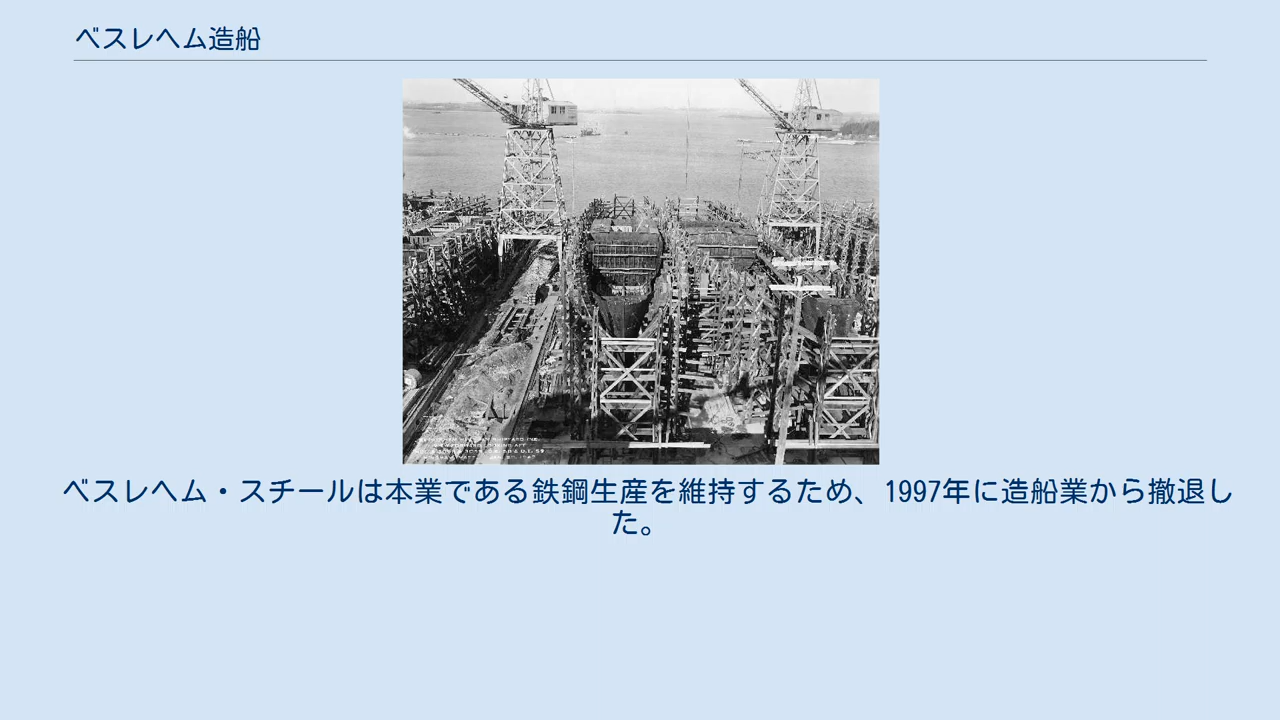 ベスレヘム造船
ベスレヘム・スチールは本業である鉄鋼生産を維持するため、1997年に造船業から撤退し
た。